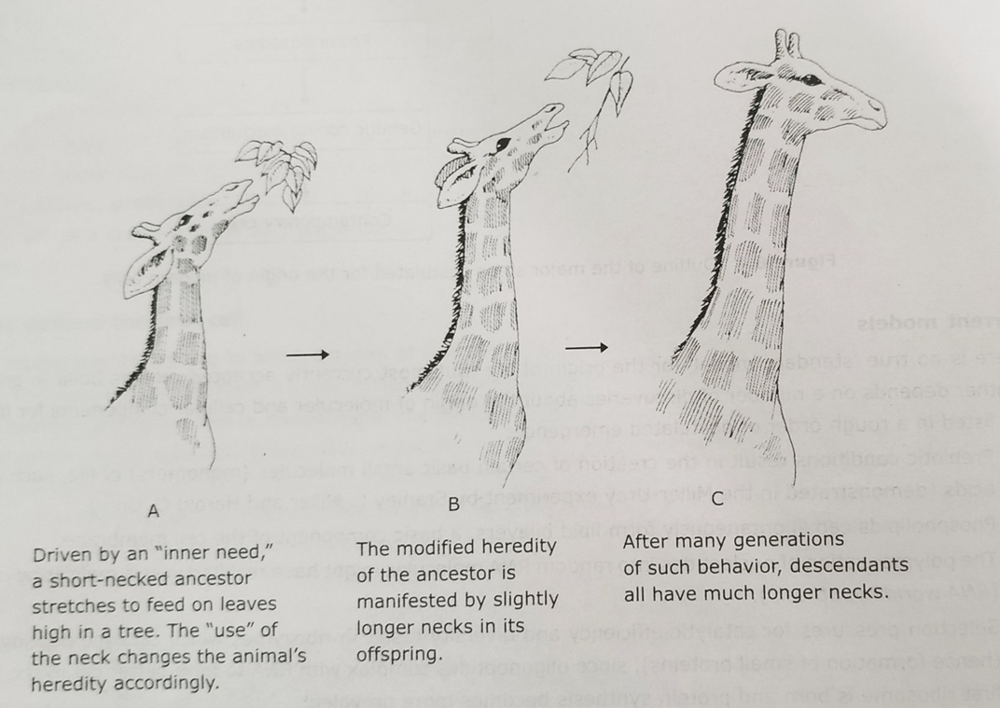 A
Driven by an “inner need,”
a short-necked ancestor
stretches to feed on leaves
high in a tree. The “use” of
the neck changes the animal’s
heredity accordingly.
B
The modified heredity
of the ancestor is
manifested by slightly
longer necks in its
offspring.
C
After many generations
of such behavior, descendants
all have much longer necks.